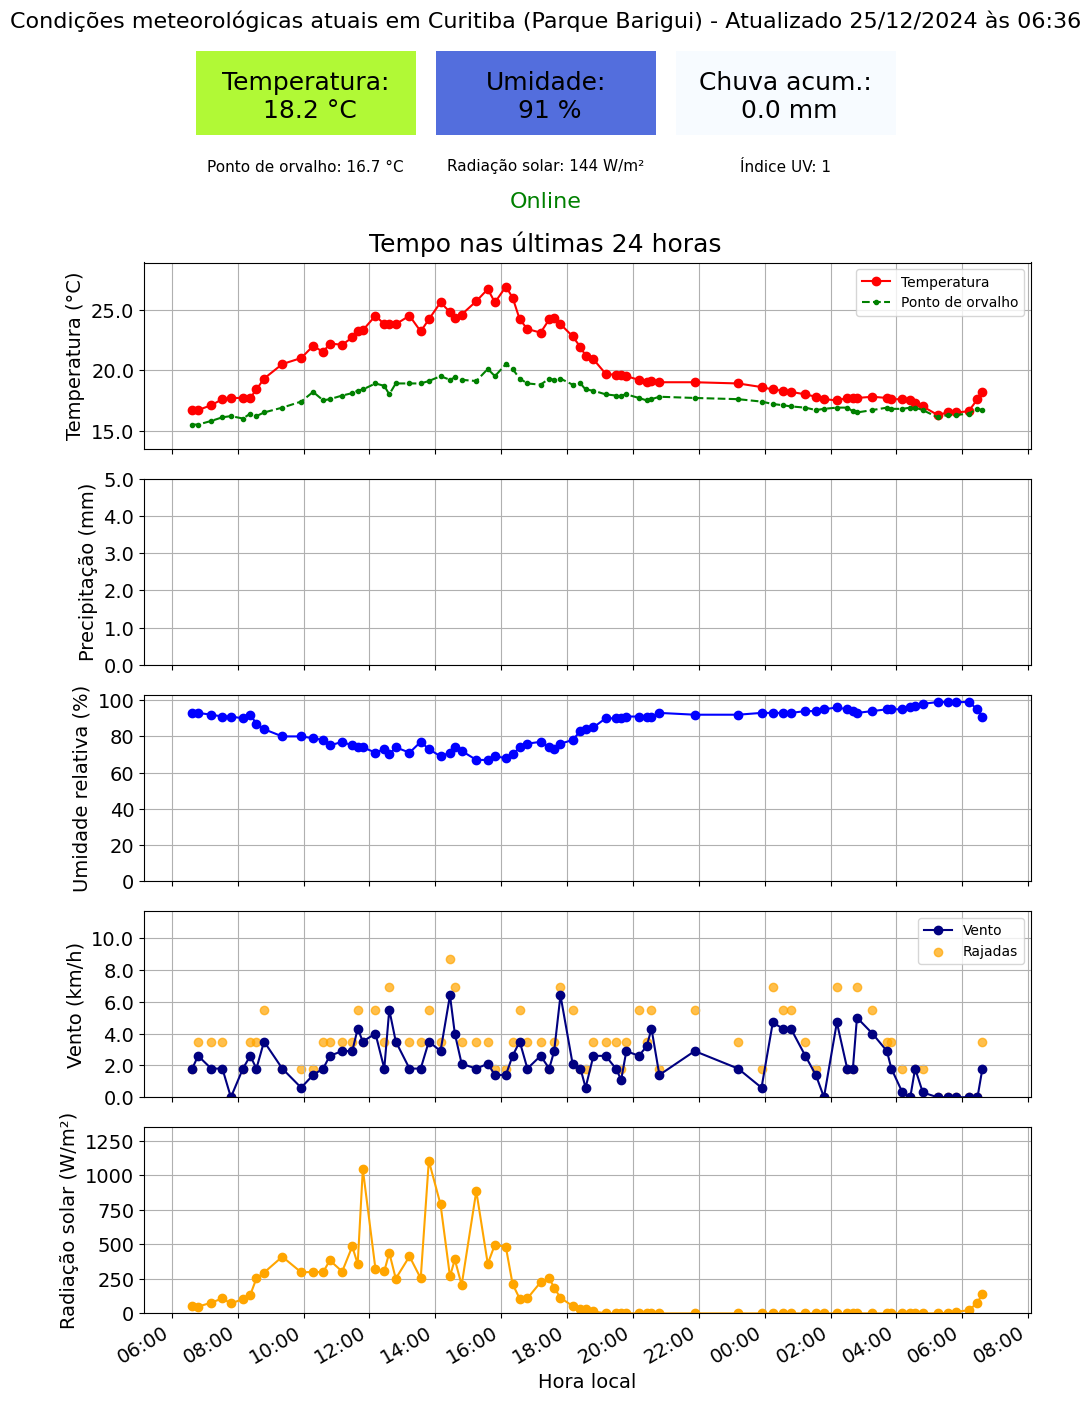 Condições meteorológicas atuais em Curitiba (Parque Barigui) - Atualizado 25/12/2024 às 06:36
Temperatura:
18.2 °C
Umidade:
91 %
Chuva acum.:
0.0 mm
Ponto de orvalho: 16.7 °C
Radiação solar: 144 W/m²
Índice UV: 1
Online
Tempo nas últimas 24 horas
Temperatura (°C)
25.0
20.0
15.0
Temperatura
Ponto de orvalho
Precipitação (mm)
5.0
4.0
3.0
2.0
1.0
0.0
Umidade relativa (%)
100
80
60
40
20
0
Vento (km/h)
10.0
8.0
6.0
4.0
2.0
0.0
Vento
Rajadas
Radiação solar (W/m²)
1250
1000
750
500
250
0
06:00
08:00
10:00
12:00
14:00
16:00
18:00
20:00
22:00
00:00
02:00
04:00
06:00
08:00
Hora local